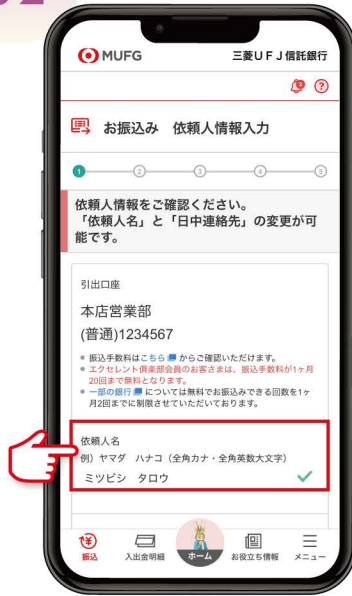 02
MUFG 三菱UFJ信託銀行
お振込み 依頼人情報入力
1 2 3 4 5
依頼人情報をご確認ください。
「依頼人名」と「日中連絡先」の変更が可
能です。
引出口座
本店営業部
(普通)1234567
振込手数料はこちら からご確認いただけます。
エクセレント倶楽部会員のお客さまは、振込手数料が1ヶ月
20回まで無料となります。
一部の銀行 については無料でお振込みできる回数を1ヶ
月2回までに制限させていただいております。
依頼人名
例）ヤマダ ハナコ（全角カナ・全角英数大文字）
ミツビシ タロウ
振込 入出金明細 ホーム お役立ち情報 メニュー